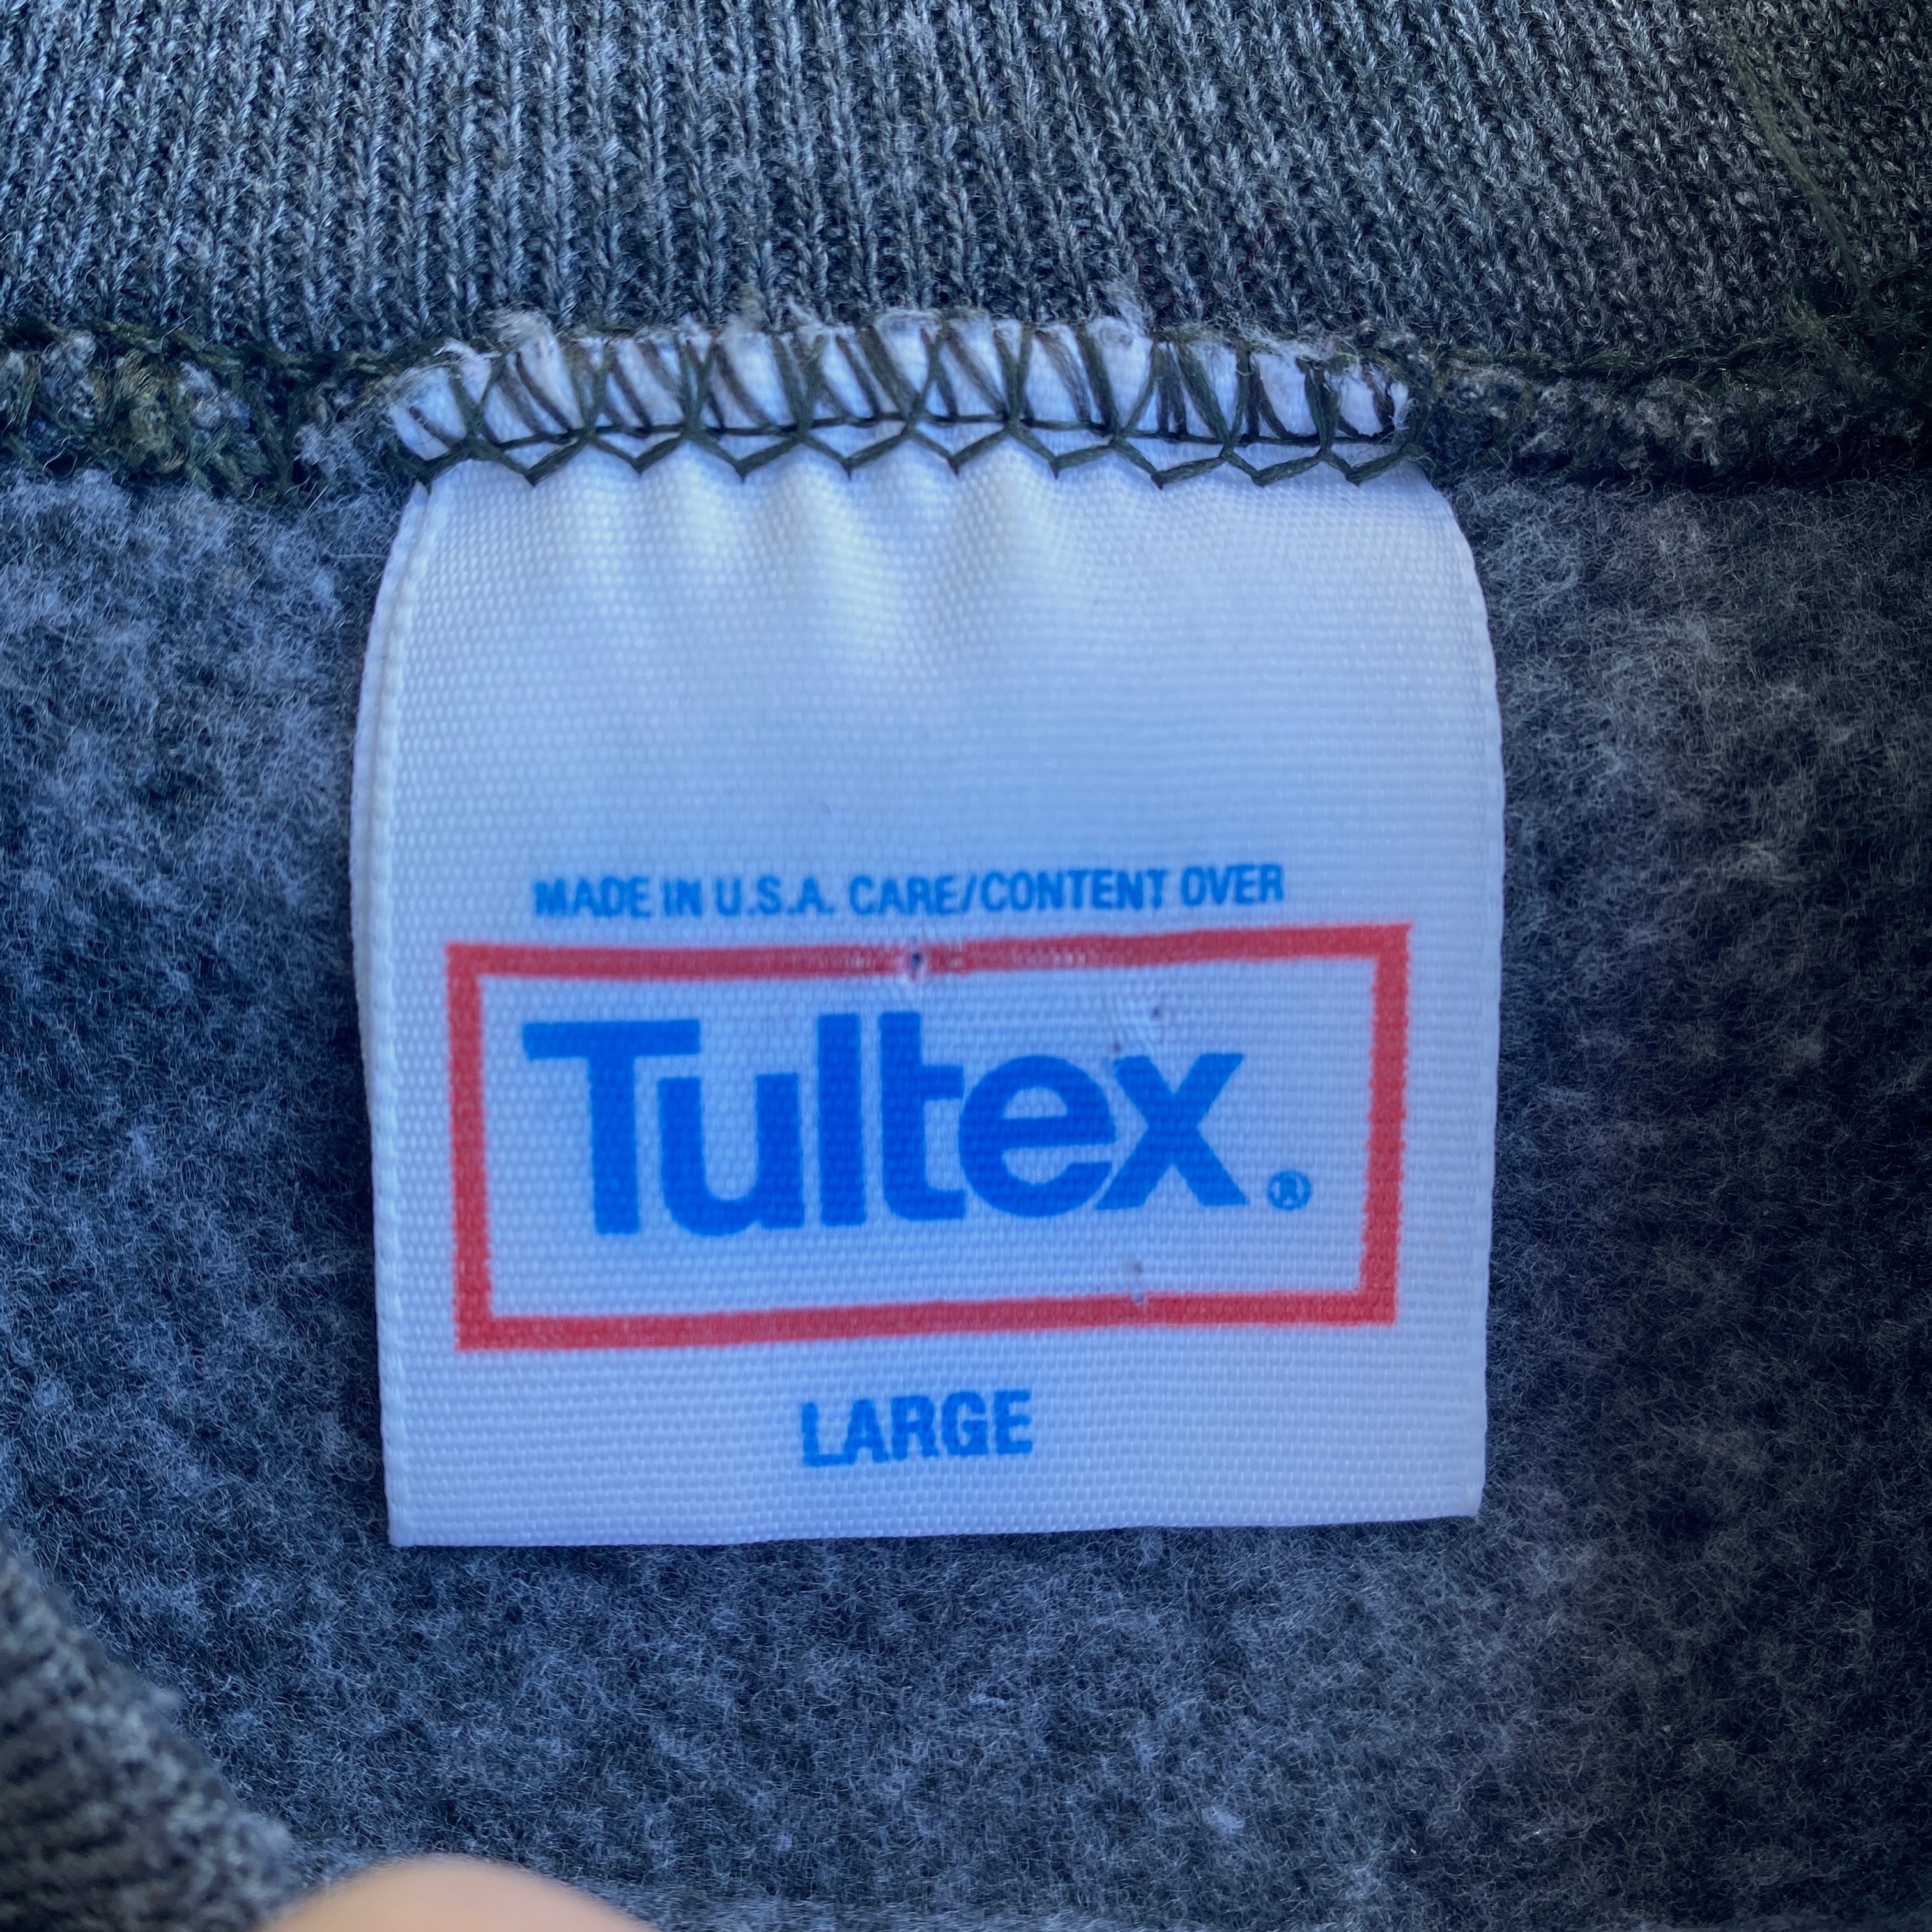 MADE IN U.S.A. CARE/CONTENT OVER
Tultex®
LARGE